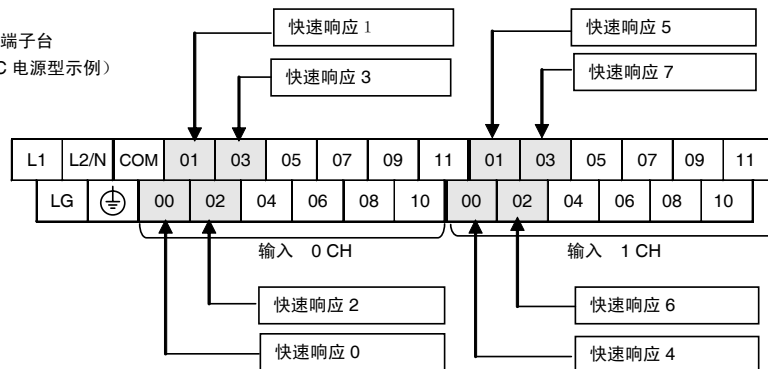 快速响应 1
快速响应 5
端子台
C 电源型示例）
快速响应 3
快速响应 7
L1 L2/N COM 01 03 05 07 09 11 01 03 05 07 09 11
LG 00 02 04 06 08 10 00 02 04 06 08 10
输入 0 CH
输入 1 CH
快速响应 2
快速响应 6
快速响应 0
快速响应 4